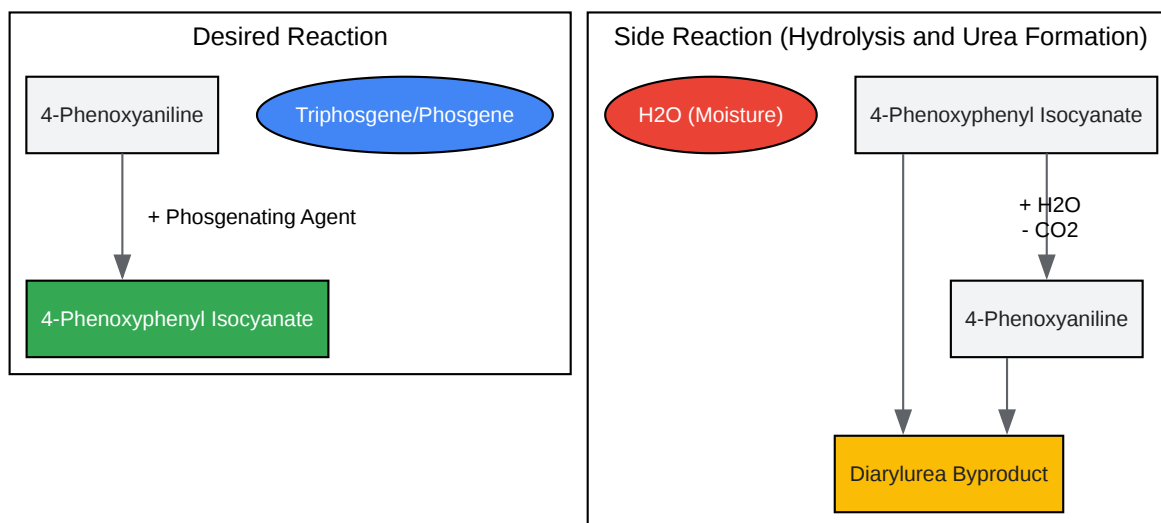 Desired Reaction
4-Phenoxyaniline
Triphosgene/Phosgene
+ Phosgenating Agent
4-Phenoxyphenyl Isocyanate
Side Reaction (Hydrolysis and Urea Formation)
H2O (Moisture)
4-Phenoxyphenyl Isocyanate
+ H2O
- CO2
4-Phenoxyaniline
Diarylurea Byproduct